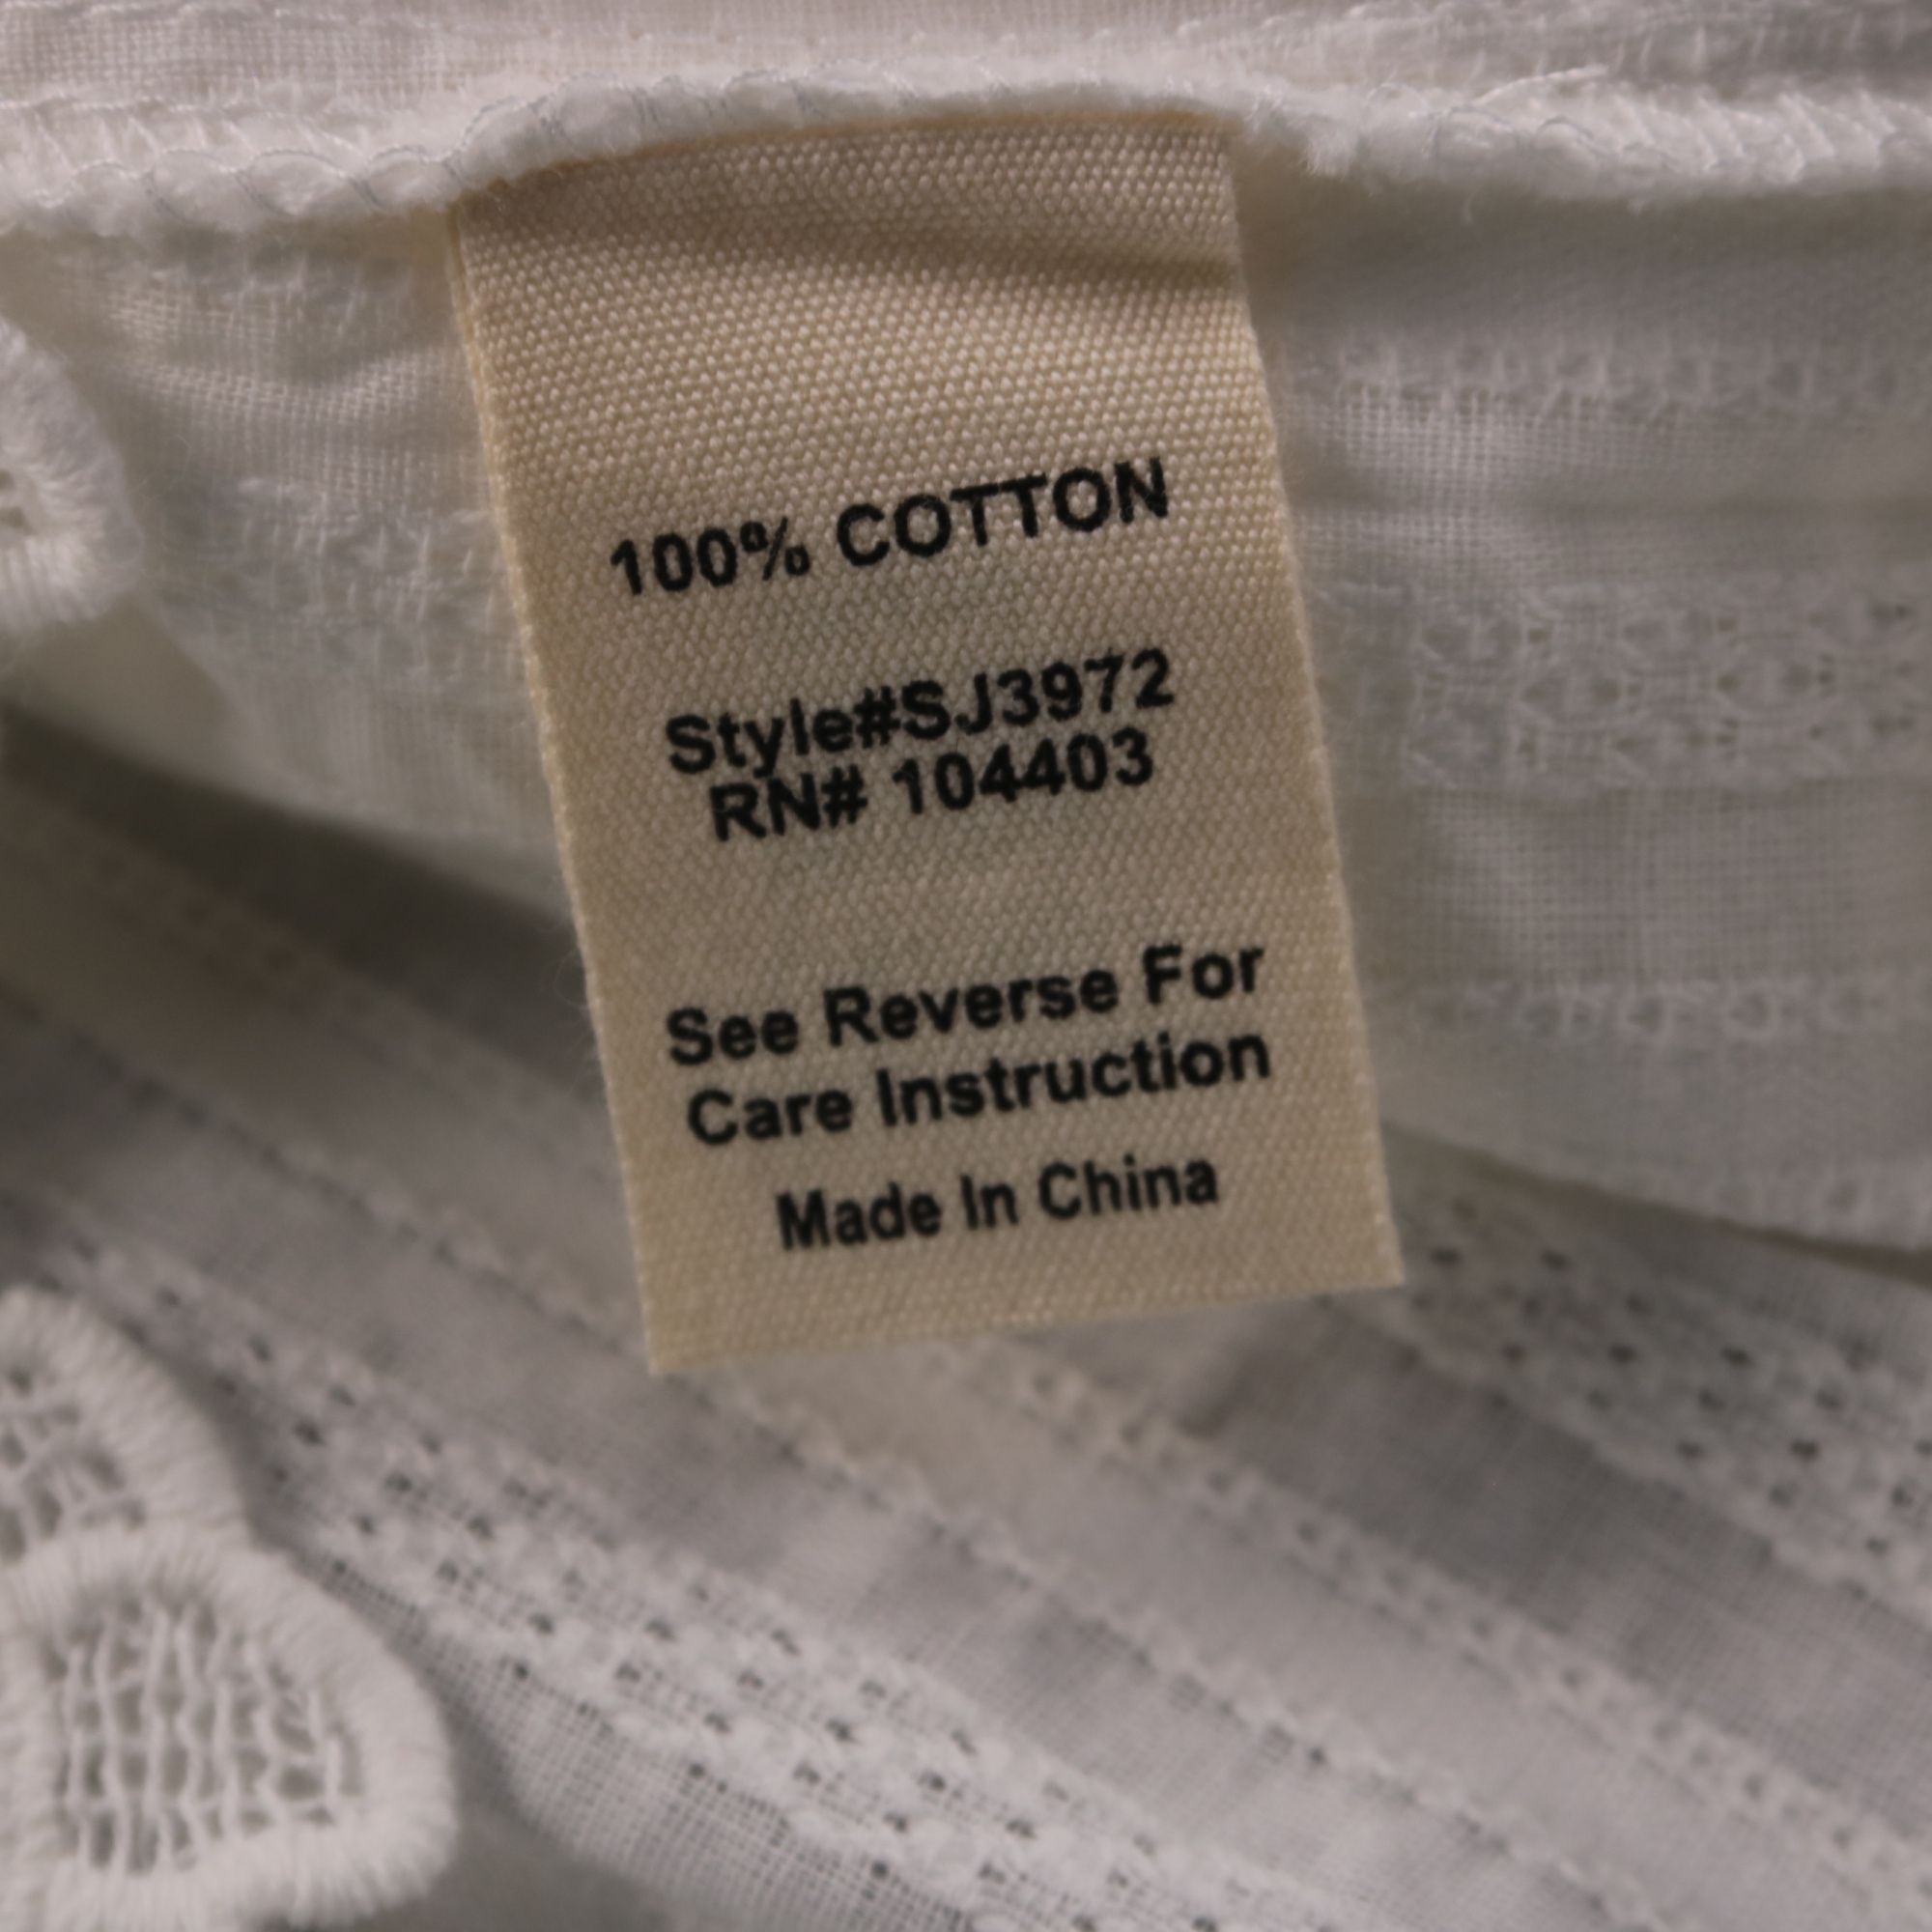 100% COTTON
Style#SJ3972
RN# 104403
See Reverse For
Care Instruction
Made In China